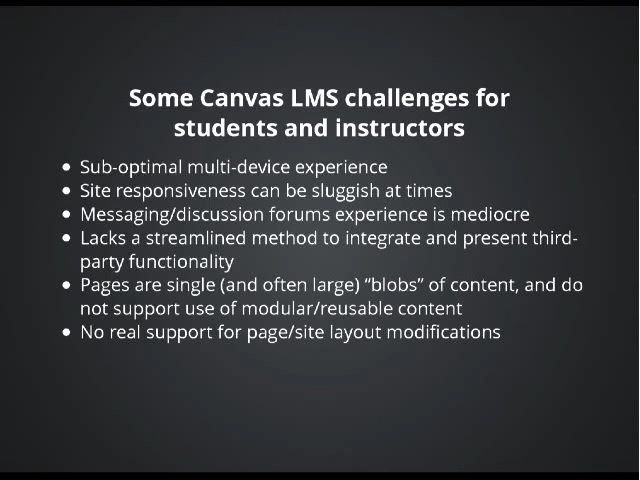 Some Canvas LMS challenges for
students and instructors
• Sub-optimal multi-device experience
• Site responsiveness can be sluggish at times
• Messaging/discussion forums experience is mediocre
• Lacks a streamlined method to integrate and present third-
party functionality
• Pages are single (and often large) “blobs” of content, and do
not support use of modular/reusable content
• No real support for page/site layout modifications